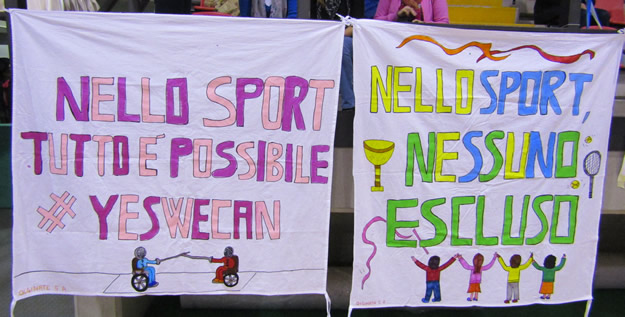 NELLO SPORT
TUTTO È POSSIBILE
# YESWECAN
NELLO SPORT,
NESSUNO
ESCLUSO